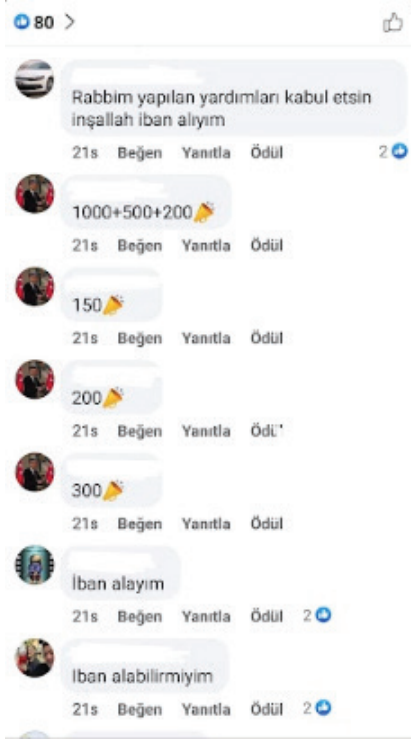 80 >
Rabbim yapılan yardımları kabul etsin
inşallah iban alıyım
21s Beğen Yanıtla Ödül 2
1000+500+200🎉
21s Beğen Yanıtla Ödül
150🎉
21s Beğen Yanıtla Ödül
200🎉
21s Beğen Yanıtla Ödül
300🎉
21s Beğen Yanıtla Ödül
İban alayım
21s Beğen Yanıtla Ödül 2
Iban alabilirmiyim
21s Beğen Yanıtla Ödül 2